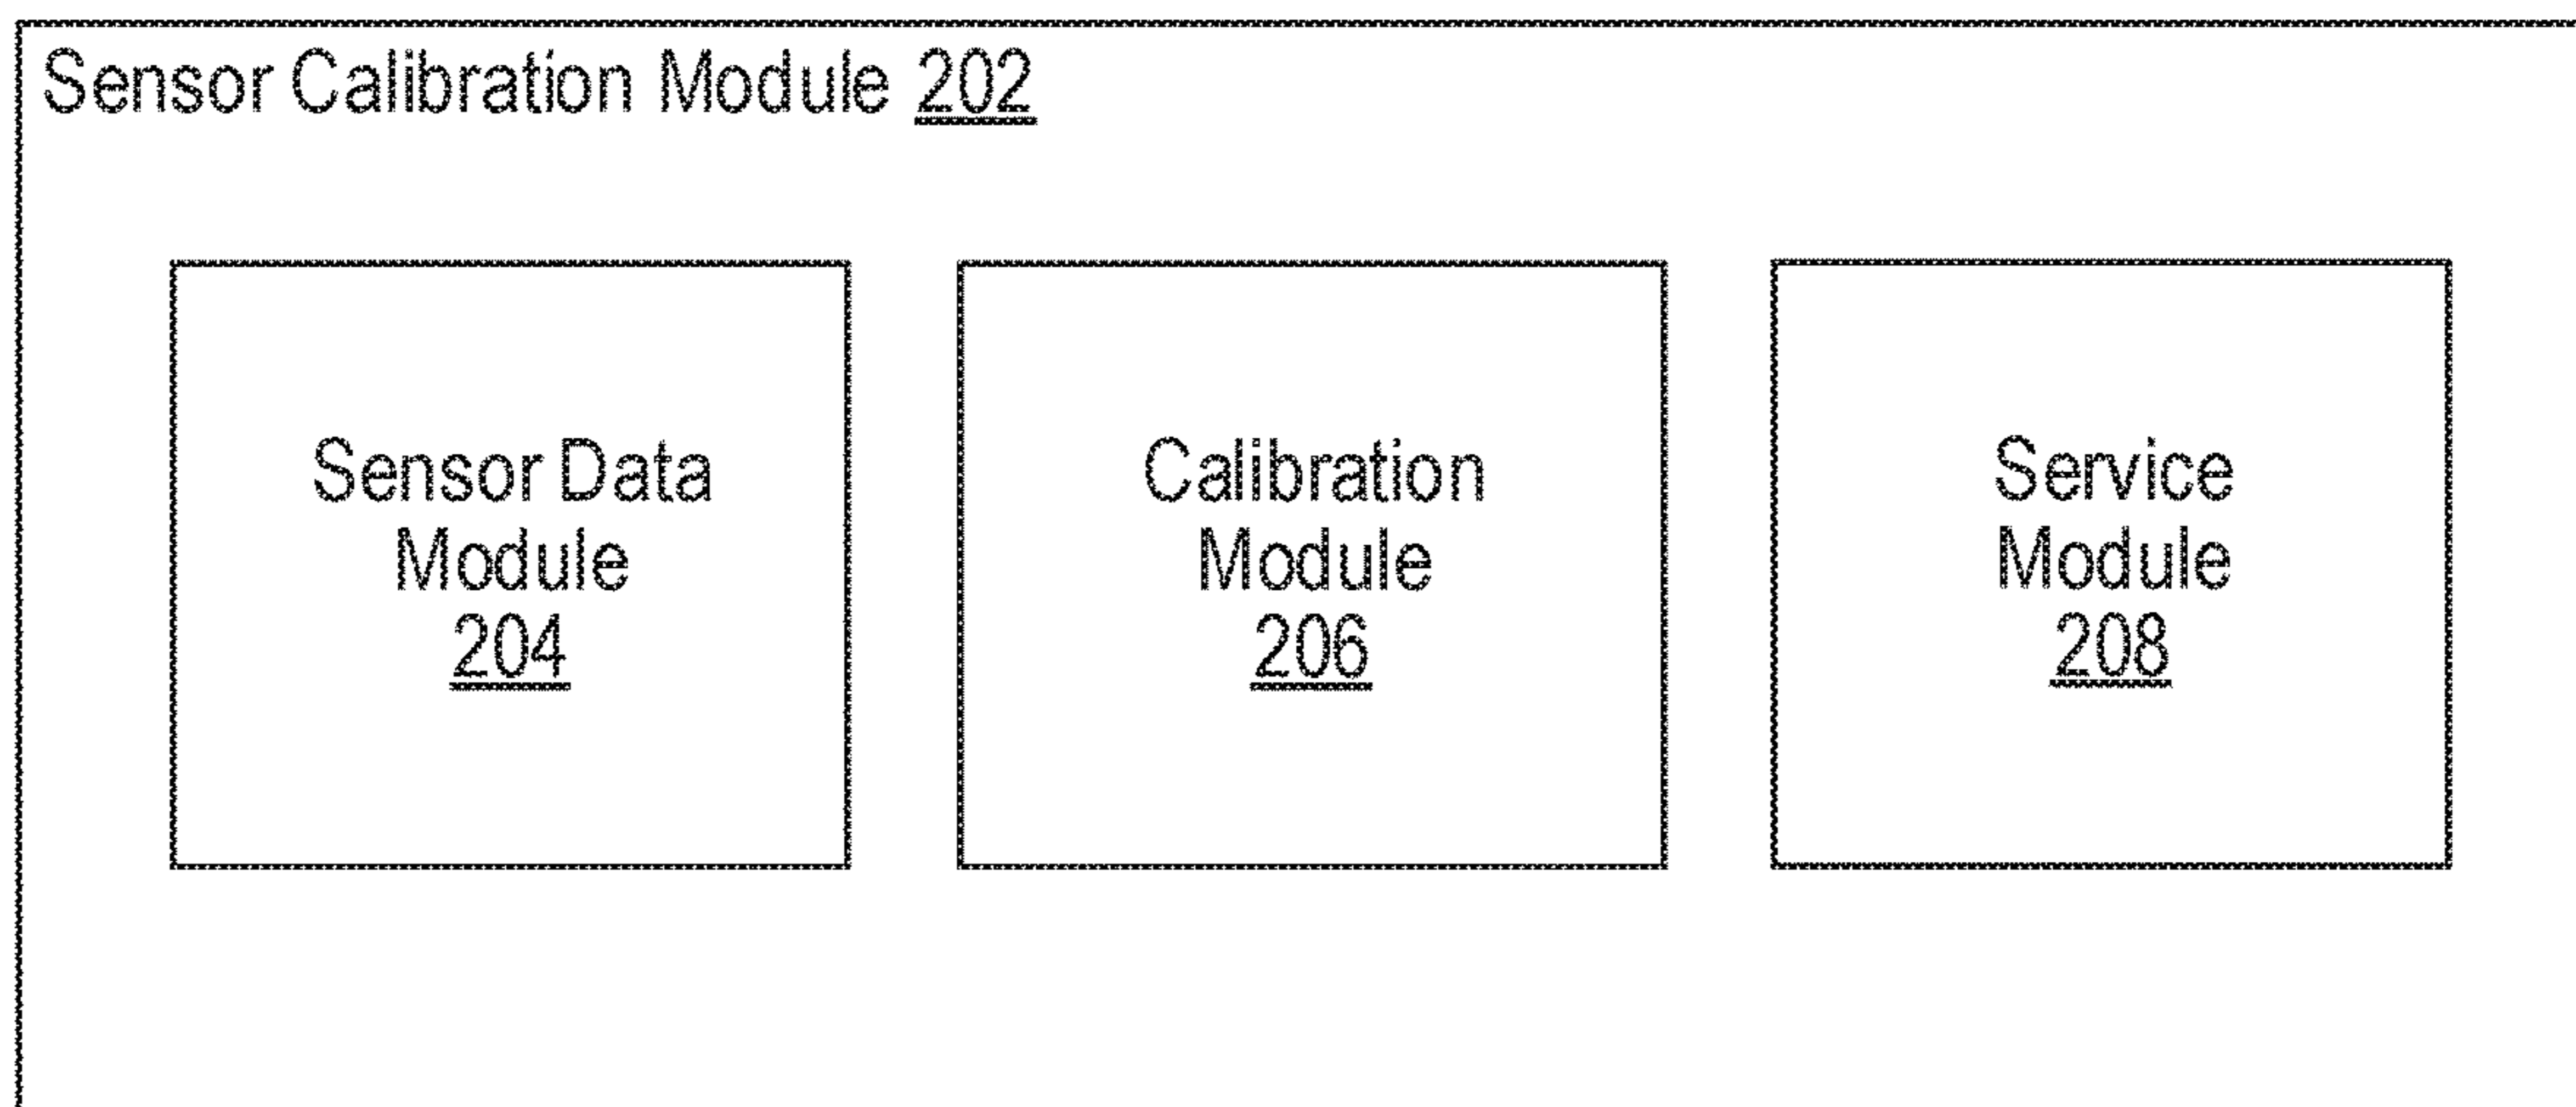 Sensor Calibration Module 202
Sensor Data
Module
204
Calibration
Module
206
Service
Module
208